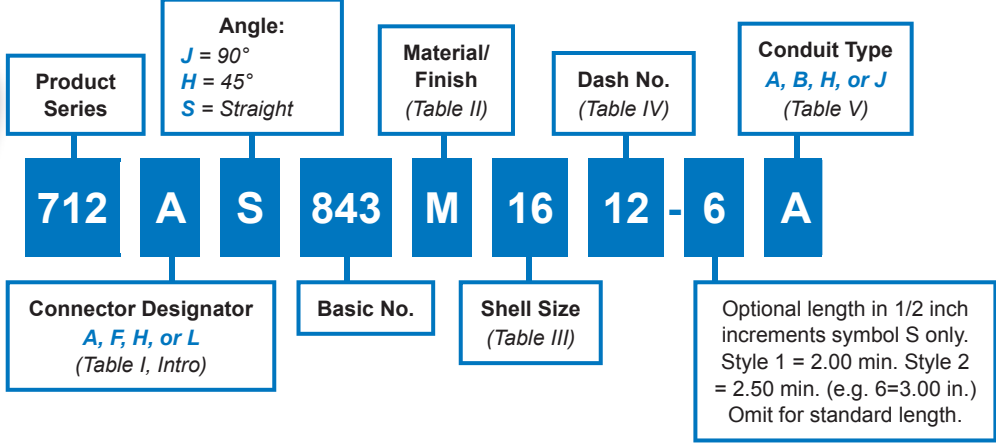 Product
Series
Angle:
J = 90°
H = 45°
S = Straight
Material/
Finish
(Table II)
Dash No.
(Table IV)
Conduit Type
A, B, H, or J
(Table V)
712 A S 843 M 16 12 - 6 A
Connector Designator
A, F, H, or L
(Table I, Intro)
Basic No.
Shell Size
(Table III)
Optional length in 1/2 inch
increments symbol S only.
Style 1 = 2.00 min. Style 2
= 2.50 min. (e.g. 6=3.00 in.)
Omit for standard length.